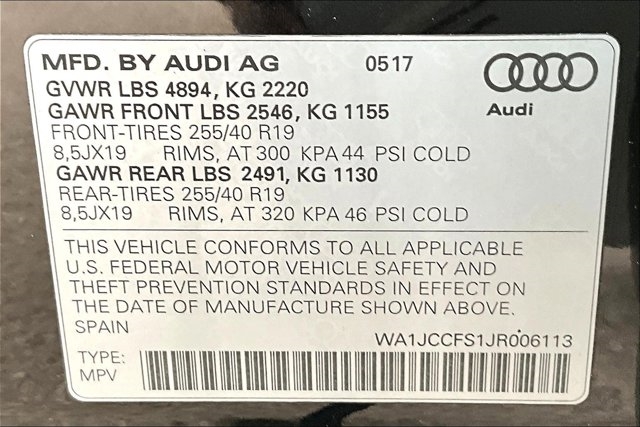 MFD. BY AUDI AG 0517
Audi
GVWR LBS 4894, KG 2220
GAWR FRONT LBS 2546, KG 1155
FRONT-TIRES 255/40 R19
8,5JX19 RIMS, AT 300 KPA 44 PSI COLD
GAWR REAR LBS 2491, KG 1130
REAR-TIRES 255/40 R19
8,5JX19 RIMS, AT 320 KPA 46 PSI COLD
THIS VEHICLE CONFORMS TO ALL APPLICABLE
U.S. FEDERAL MOTOR VEHICLE SAFETY AND
THEFT PREVENTION STANDARDS IN EFFECT ON
THE DATE OF MANUFACTURE SHOWN ABOVE.
SPAIN
WA1JCCFS1JR006113
TYPE:
MPV